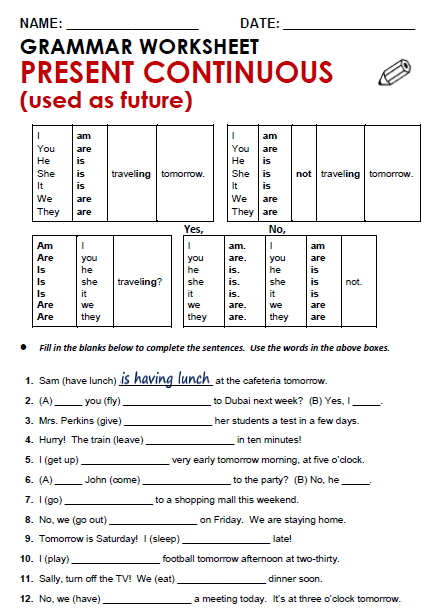 NAME: ______________ DATE: ______________
GRAMMAR WORKSHEET
PRESENT CONTINUOUS
(used as future)
I am
You are
He is
She is traveling tomorrow.
It is
We are
They are
I am
You are
He is
She is not traveling tomorrow.
It is
We are
They are
Yes, No,
Am I
Are you
Is he
Is she traveling?
Is it
Are we
Are they
I am. I am
you are. you are
he is. he is
she is. she is not.
it is. it is
we are. we are
they are. they are
● Fill in the blanks below to complete the sentences. Use the words in the above boxes.
1. Sam (have lunch) is having lunch at the cafeteria tomorrow.
2. (A) _____ you (fly) ________________ to Dubai next week? (B) Yes, I _____.
3. Mrs. Perkins (give) ________________ her students a test in a few days.
4. Hurry! The train (leave) ________________ in ten minutes!
5. I (get up) ________________ very early tomorrow morning, at five o'clock.
6. (A) _____ John (come) ________________ to the party? (B) No, he _____.
7. I (go) ________________ to a shopping mall this weekend.
8. No, we (go out) ________________ on Friday. We are staying home.
9. Tomorrow is Saturday! I (sleep) ________________ late!
10. I (play) ________________ football tomorrow afternoon at two-thirty.
11. Sally, turn off the TV! We (eat) ________________ dinner soon.
12. No, we (have) ________________ a meeting today. It's at three o'clock tomorrow.